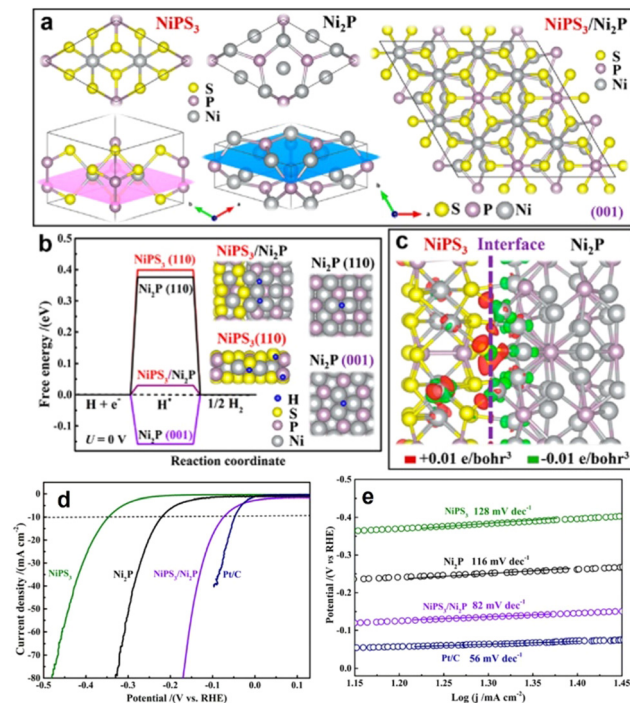 a
NiPS3
Ni2P
NiPS3/Ni2P
S
P
Ni
S
P
Ni
b
a
b
a
S P Ni
(001)
b
Free energy /(eV)
0.4
0.3
0.2
0.1
0.0
-0.1
NiPS3 (110)
Ni2P (110)
NiPS3/Ni2P
H + e-
H*
1/2 H2
U = 0 V
Ni2P (001)
Reaction coordinate
NiPS3/Ni2P
Ni2P (110)
NiPS3(110)
Ni2P (001)
H
S
P
Ni
c
NiPS3
Interface
Ni2P
+0.01 e/bohr3
-0.01 e/bohr3
d
Current density /(mA cm-2)
0
-10
-20
-30
-40
-50
-60
-70
-80
NiPS3
Ni2P
NiPS3/Ni2P
Pt/C
-0.5 -0.4 -0.3 -0.2 -0.1 0.0 0.1
Potential /(V vs. RHE)
e
Potential /(V vs RHE)
-0.5
-0.4
-0.3
-0.2
-0.1
0.0
NiPS3 128 mV dec-1
Ni2P 116 mV dec-1
NiPS3/Ni2P 82 mV dec-1
Pt/C 56 mV dec-1
1.15 1.20 1.25 1.30 1.35 1.40 1.45
Log (j /mA cm-2)